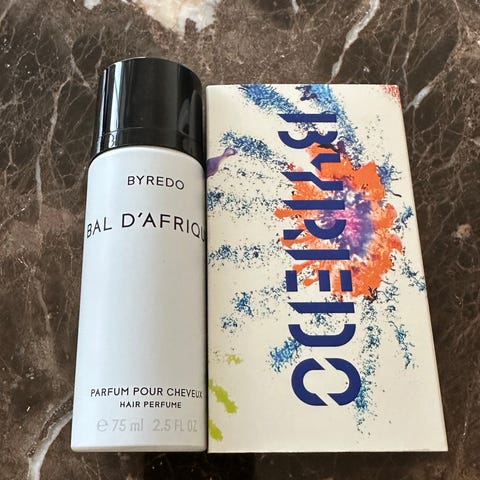 BYREDO
BAL D'AFRIQU
PARFUM POUR CHEVEUX
HAIR PERFUME
e 75 ml 2.5 FL OZ
BYREDO